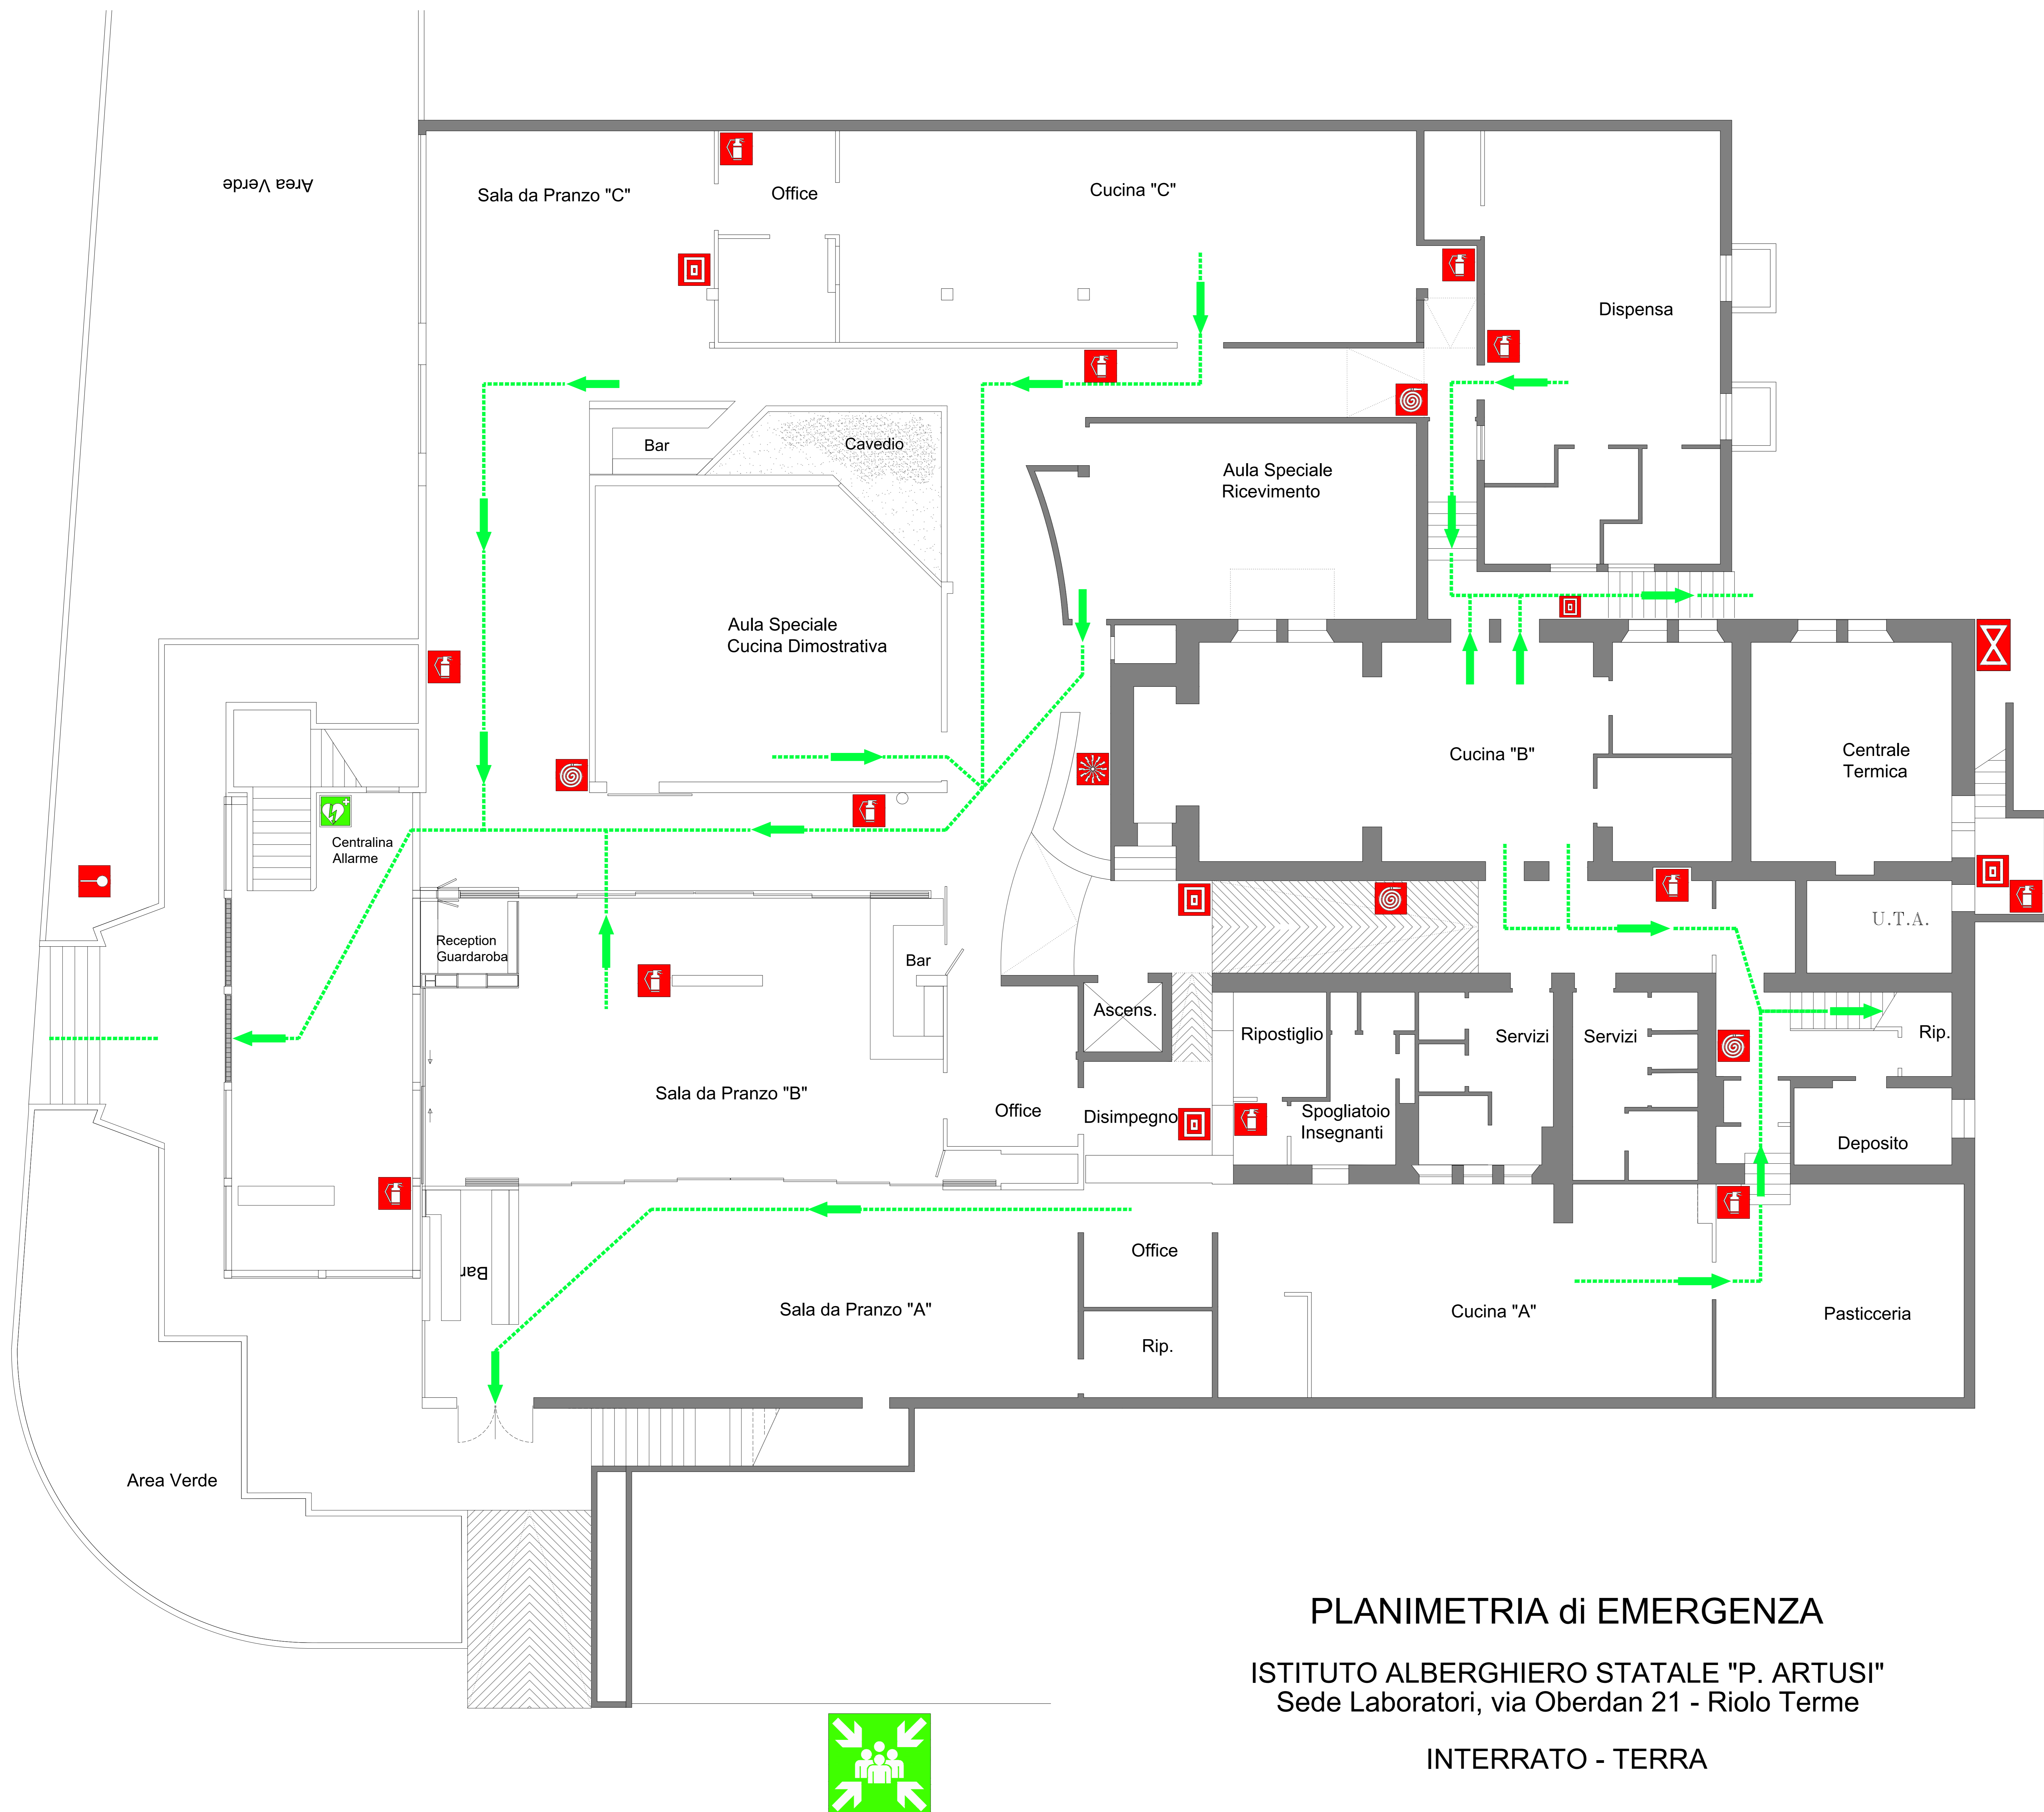 Area Verde
Sala da Pranzo "C"
Office
Cucina "C"
Dispensa
Bar
Cavedio
Aula Speciale
Ricevimento
Aula Speciale
Cucina Dimostrativa
Cucina "B"
Centrale
Termica
Centralina
Allarme
U.T.A.
Reception
Guardaroba
Bar
Ascens.
Ripostiglio
Servizi
Servizi
Rip.
Sala da Pranzo "B"
Office
Disimpegno
Spogliatoio
Insegnanti
Deposito
Bar
Office
Sala da Pranzo "A"
Cucina "A"
Pasticceria
Rip.
Area Verde
PLANIMETRIA di EMERGENZA
ISTITUTO ALBERGHIERO STATALE "P. ARTUSI"
Sede Laboratori, via Oberdan 21 - Riolo Terme
INTERRATO - TERRA